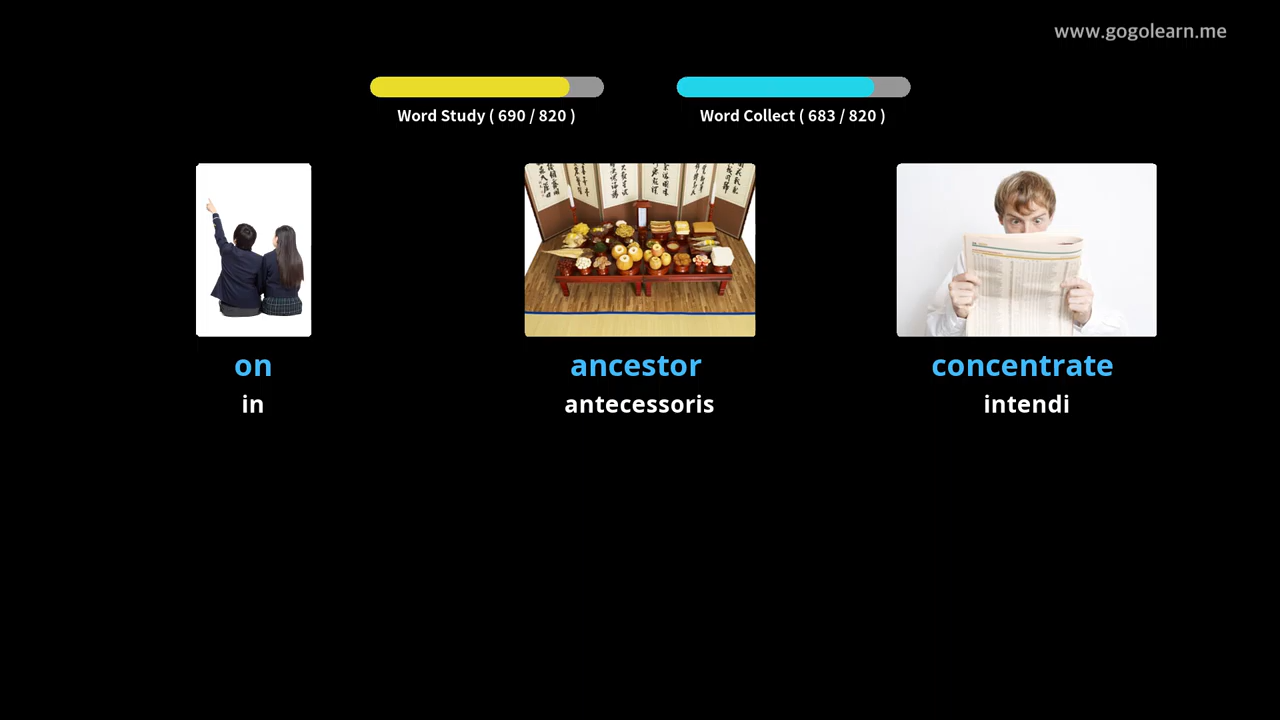 www.gogolearn.me
Word Study ( 690 / 820 )
Word Collect ( 683 / 820 )
on
ancestor
concentrate
in
antecessoris
intendi